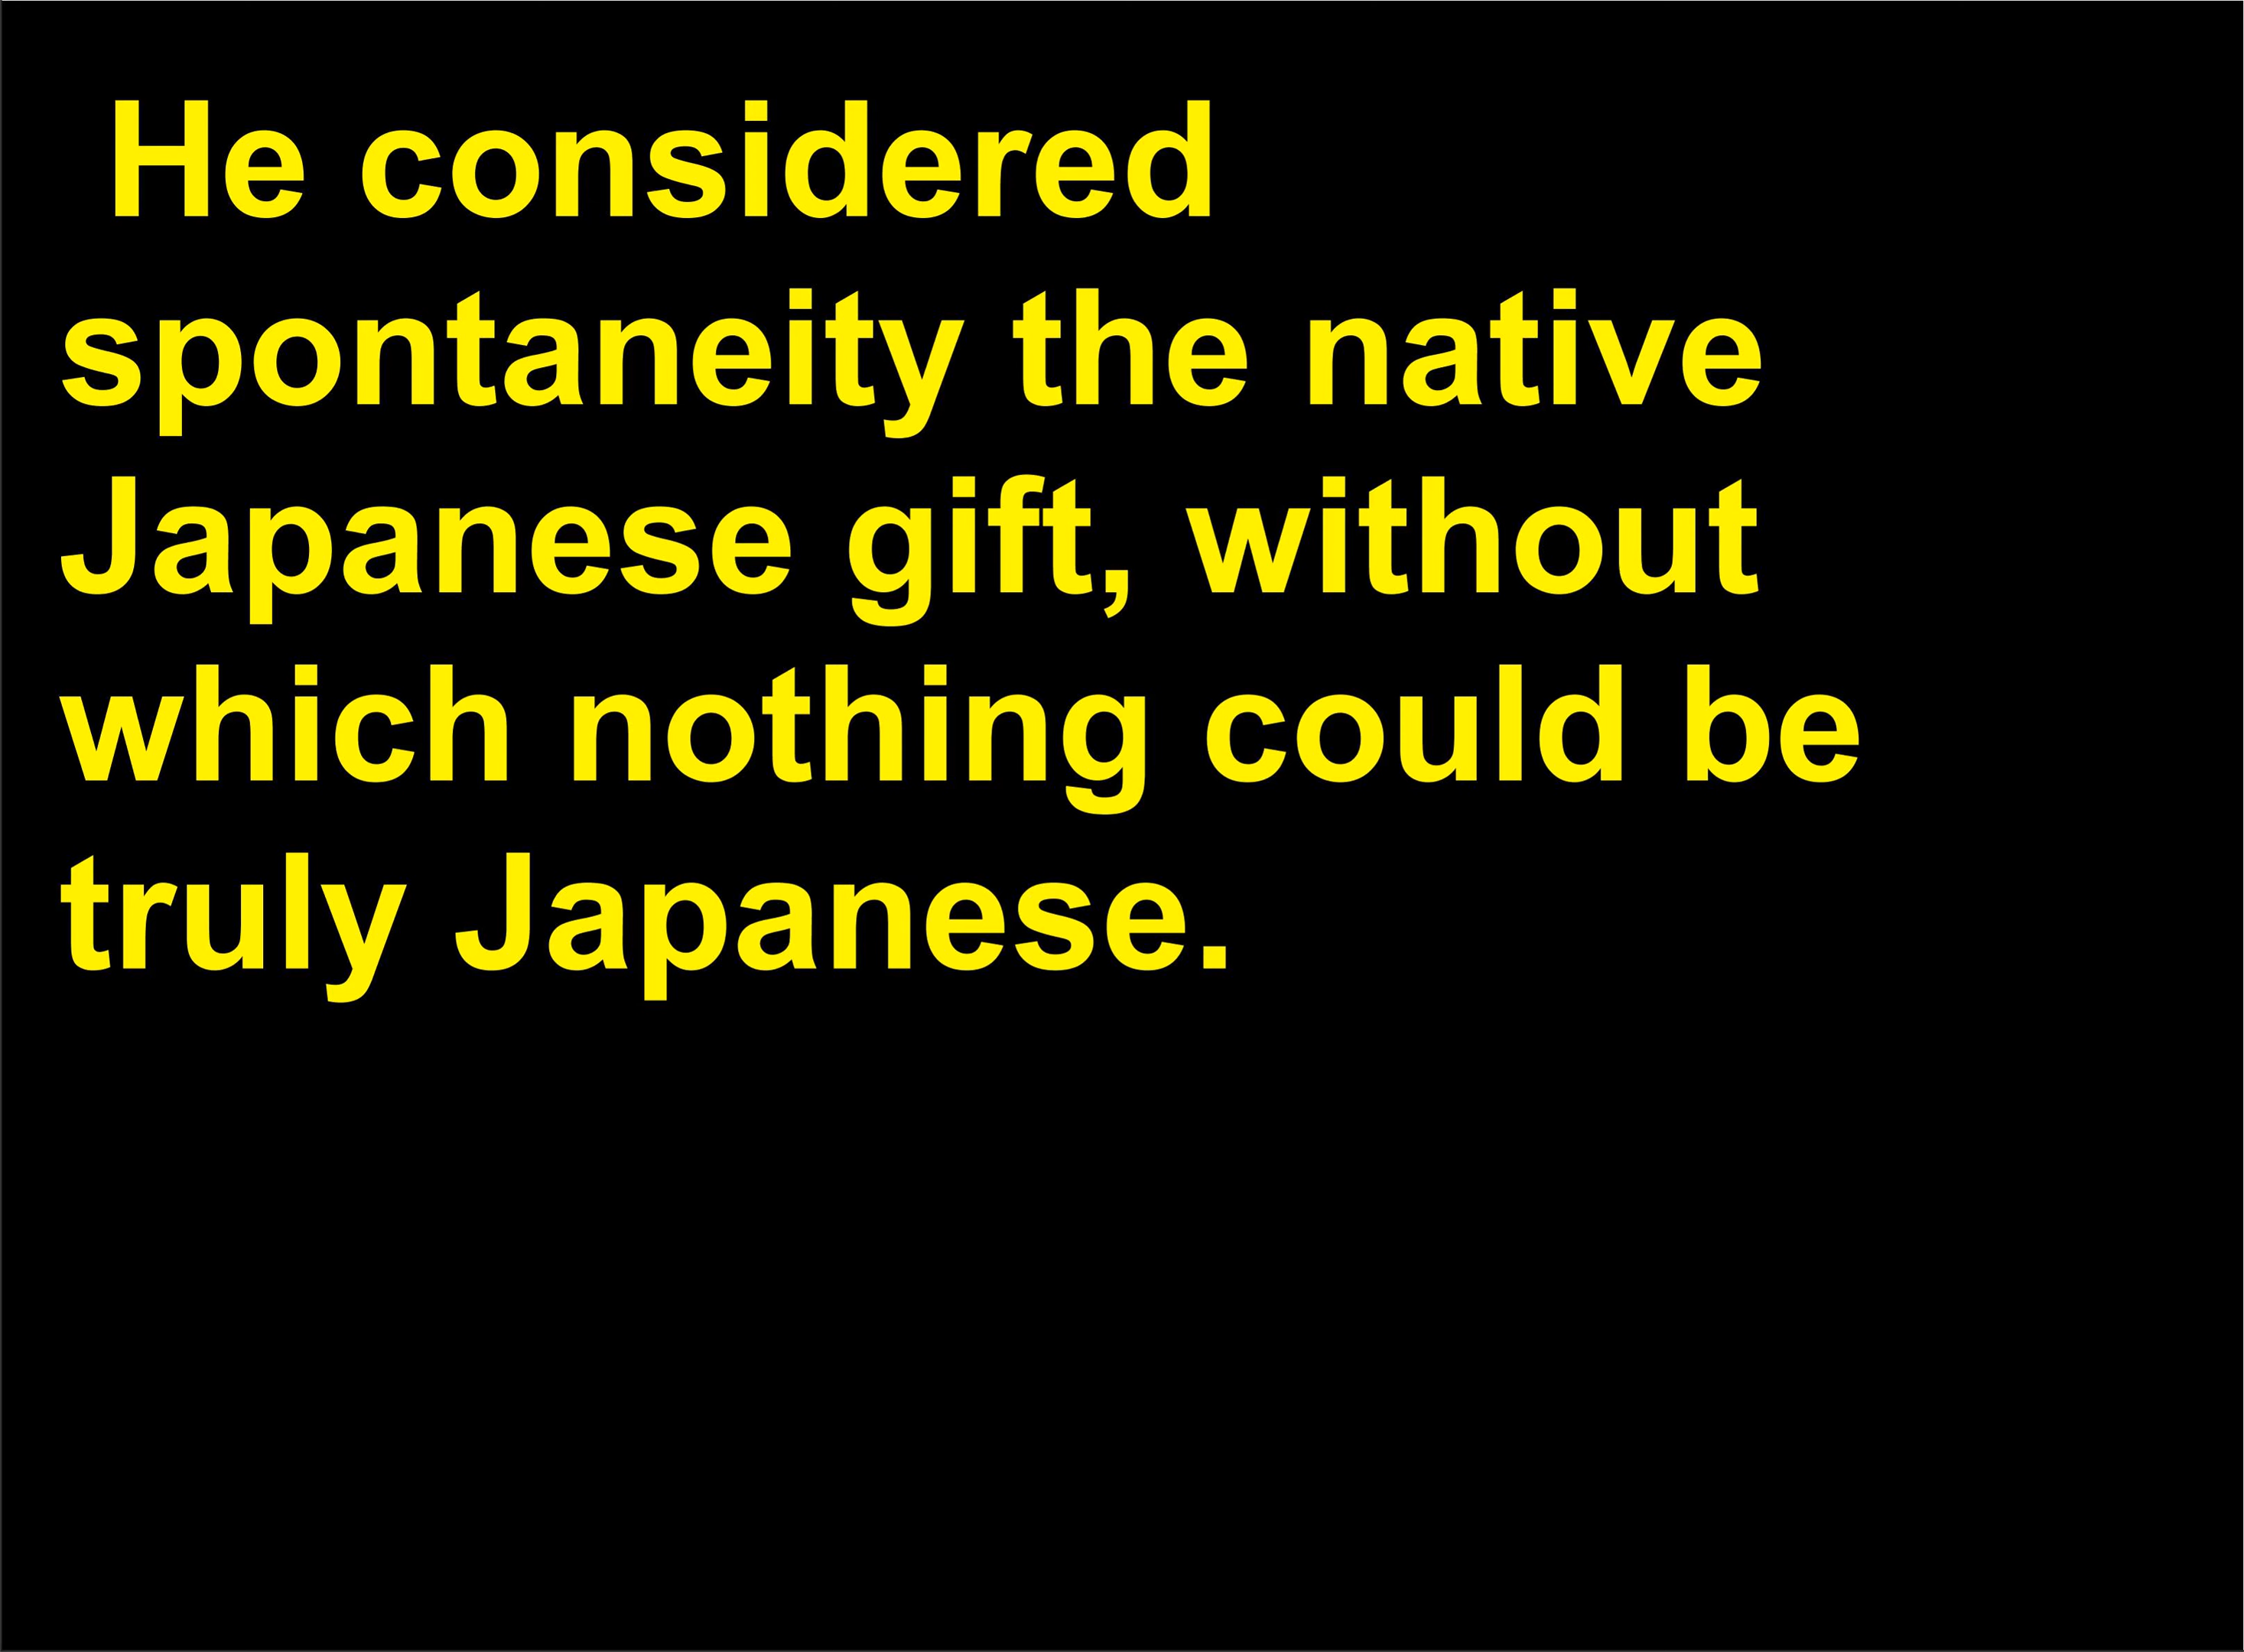 He considered
spontaneity the native
Japanese gift, without
which nothing could be
truly Japanese.